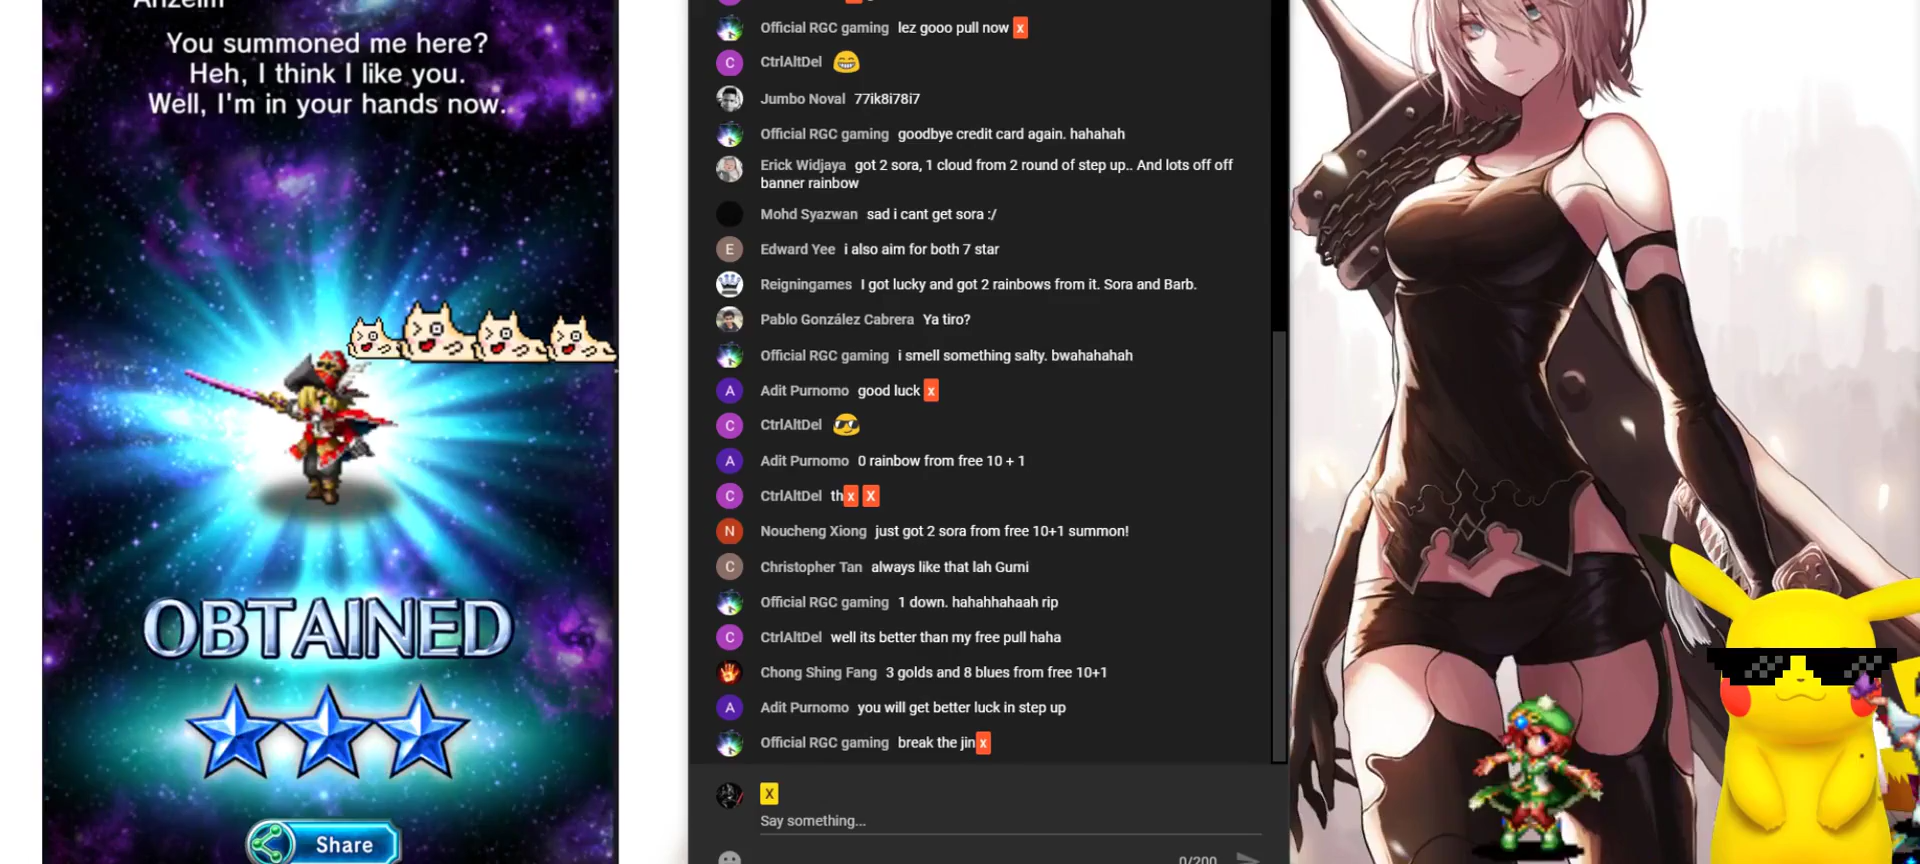 Anzelm
You summoned me here?
Heh, I think I like you.
Well, I'm in your hands now.
OBTAINED
Share
Official RGC gaming lez gooo pull now x
C CtrlAltDel
Jumbo Noval 77ik8i78i7
Official RGC gaming goodbye credit card again. hahahah
Erick Widjaya got 2 sora, 1 cloud from 2 round of step up.. And lots off off
banner rainbow
Mohd Syazwan sad i cant get sora :/
E Edward Yee i also aim for both 7 star
Reigningames I got lucky and got 2 rainbows from it. Sora and Barb.
Pablo González Cabrera Ya tiro?
Official RGC gaming i smell something salty. bwahahahah
A Adit Purnomo good luck x
C CtrlAltDel
A Adit Purnomo 0 rainbow from free 10 + 1
C CtrlAltDel thx X
N Noucheng Xiong just got 2 sora from free 10+1 summon!
C Christopher Tan always like that lah Gumi
Official RGC gaming 1 down. hahahhahaah rip
C CtrlAltDel well its better than my free pull haha
Chong Shing Fang 3 golds and 8 blues from free 10+1
A Adit Purnomo you will get better luck in step up
Official RGC gaming break the jinx
X
Say something...
0/200